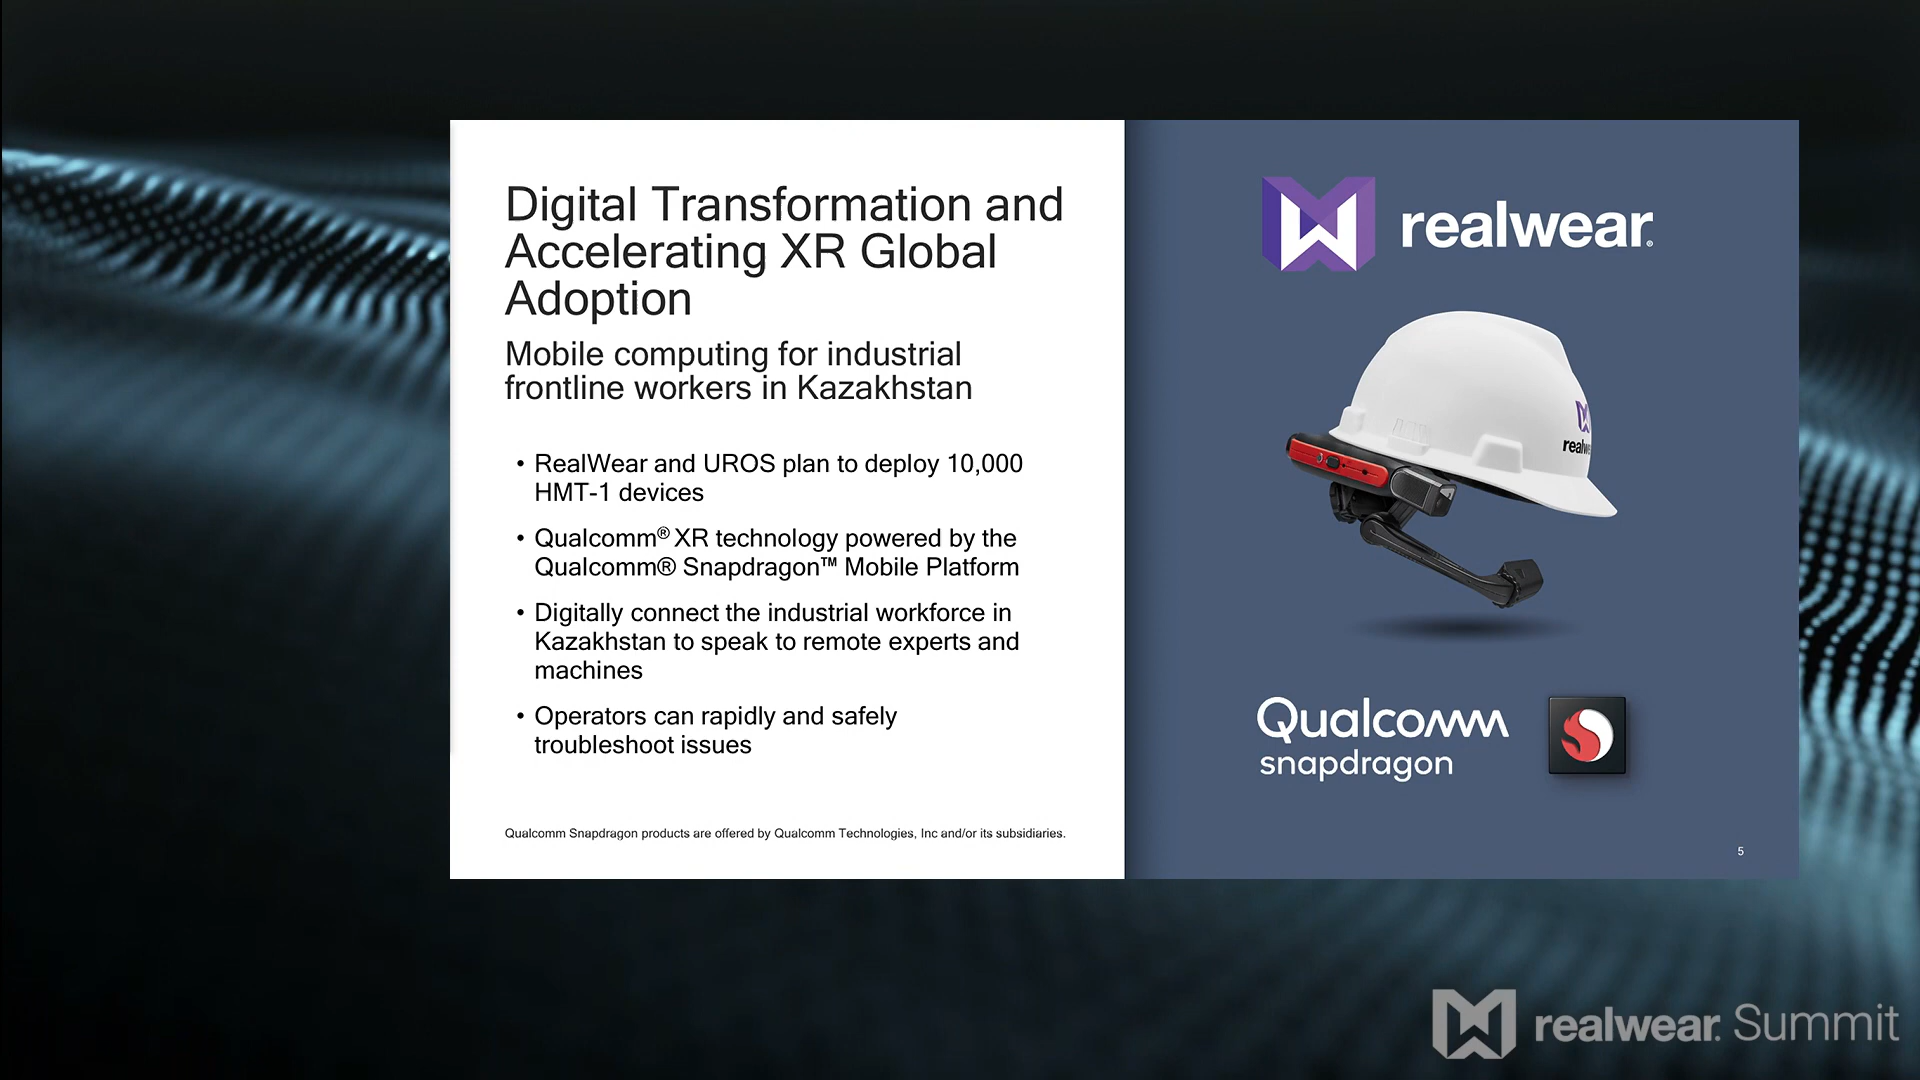 Digital Transformation and
Accelerating XR Global
Adoption
Mobile computing for industrial
frontline workers in Kazakhstan
• RealWear and UROS plan to deploy 10,000
HMT-1 devices
• Qualcomm® XR technology powered by the
Qualcomm® Snapdragon™ Mobile Platform
• Digitally connect the industrial workforce in
Kazakhstan to speak to remote experts and
machines
• Operators can rapidly and safely
troubleshoot issues
Qualcomm Snapdragon products are offered by Qualcomm Technologies, Inc and/or its subsidiaries.
realwear®
Qualcomm
snapdragon
5
realwear. Summit